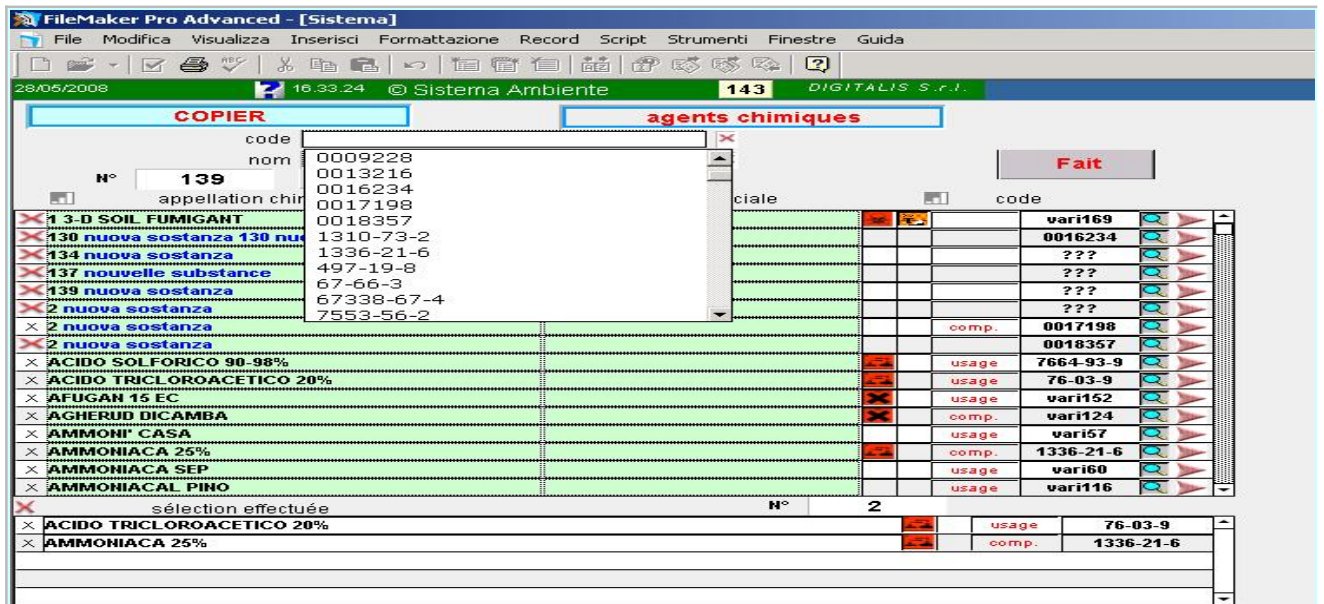 FileMaker Pro Advanced - [Sistema]
File Modifica Visualizza Inserisci Formattazione Record Script Strumenti Finestre Guida
28/05/2008 16.33.24 © Sistema Ambiente 143 DIGITALIS S.r.l.
COPIER agents chimiques
code
nom
0009228
0013216
0016234
0017198
0018357
1310-73-2
1336-21-6
497-19-8
67-66-3
67338-67-4
7553-56-2
Fait
N° 139
appellation chi ciale code
1 3-D SOIL FUMIGANT vari169
130 nuova sostanza 130 nu 0016234
134 nuova sostanza ???
137 nouvelle substance ???
139 nuova sostanza ???
2 nuova sostanza ???
2 nuova sostanza comp. 0017198
2 nuova sostanza 0018357
ACIDO SOLFORICO 90-98% usage 7664-93-9
ACIDO TRICLOROACETICO 20% usage 76-03-9
AFUGAN 15 EC usage vari152
AGHERUD DICAMBA comp. vari124
AMMONI' CASA usage vari57
AMMONIACA 25% comp. 1336-21-6
AMMONIACA SEP usage vari60
AMMONIACAL PINO usage vari116
sélection effectuée N° 2
ACIDO TRICLOROACETICO 20% usage 76-03-9
AMMONIACA 25% comp. 1336-21-6